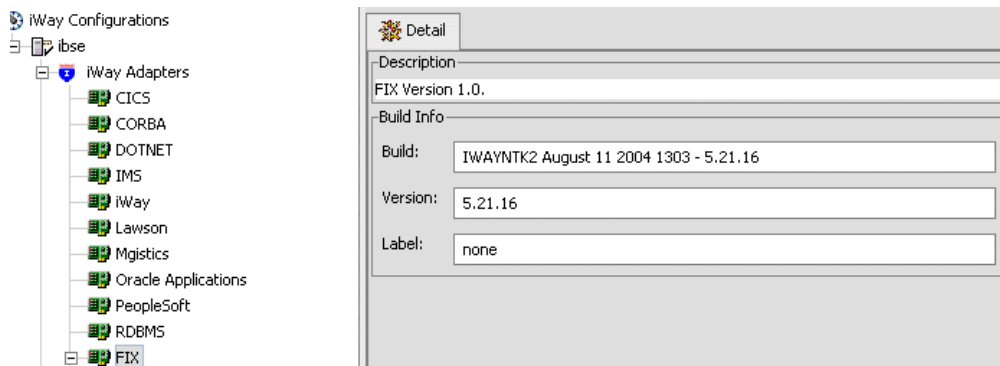 iWay Configurations
ibse
iWay Adapters
CICS
CORBA
DOTNET
IMS
iWay
Lawson
Mgistics
Oracle Applications
PeopleSoft
RDBMS
FIX
Detail
Description
FIX Version 1.0.
Build Info
Build: IWAYNTK2 August 11 2004 1303 - 5.21.16
Version: 5.21.16
Label: none